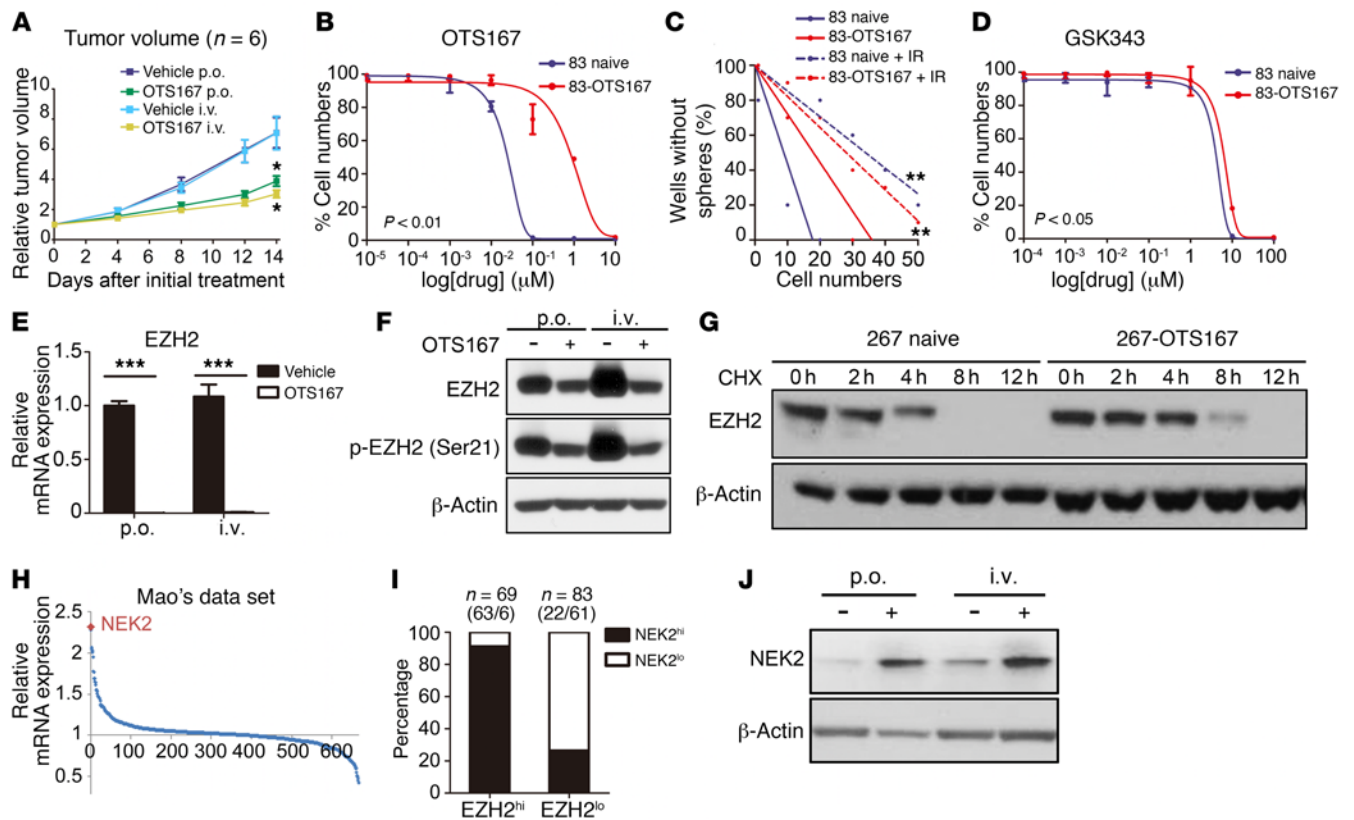 A
Tumor volume (n = 6)
Vehicle p.o.
OTS167 p.o.
Vehicle i.v.
OTS167 i.v.
Relative tumor volume
10
8
6
4
2
0
*
*
0 2 4 6 8 10 12 14
Days after initial treatment
B
OTS167
83 naive
83-OTS167
% Cell numbers
100
80
60
40
20
0
P < 0.01
10-5 10-4 10-3 10-2 10-1 1 10
log[drug] (μM)
C
83 naive
83-OTS167
83 naive + IR
83-OTS167 + IR
Wells without
spheres (%)
100
80
60
40
20
0
**
**
0 10 20 30 40 50
Cell numbers
D
GSK343
83 naive
83-OTS167
% Cell numbers
100
80
60
40
20
0
P < 0.05
10-4 10-3 10-2 10-1 1 10 100
log[drug] (μM)
E
EZH2
Relative
mRNA expression
1.5
1.0
0.5
0
*** ***
Vehicle
OTS167
p.o. i.v.
F
p.o. i.v.
OTS167 – + – +
EZH2
p-EZH2 (Ser21)
β-Actin
G
267 naive 267-OTS167
CHX 0 h 2 h 4 h 8 h 12 h 0 h 2 h 4 h 8 h 12 h
EZH2
β-Actin
H
Mao's data set
NEK2
Relative
mRNA expression
2.5
2
1.5
1
0.5
0 100 200 300 400 500 600
I
n = 69 n = 83
(63/6) (22/61)
NEK2hi
NEK2lo
Percentage
100
80
60
40
20
0
EZH2hi EZH2lo
J
p.o. i.v.
– + – +
NEK2
β-Actin